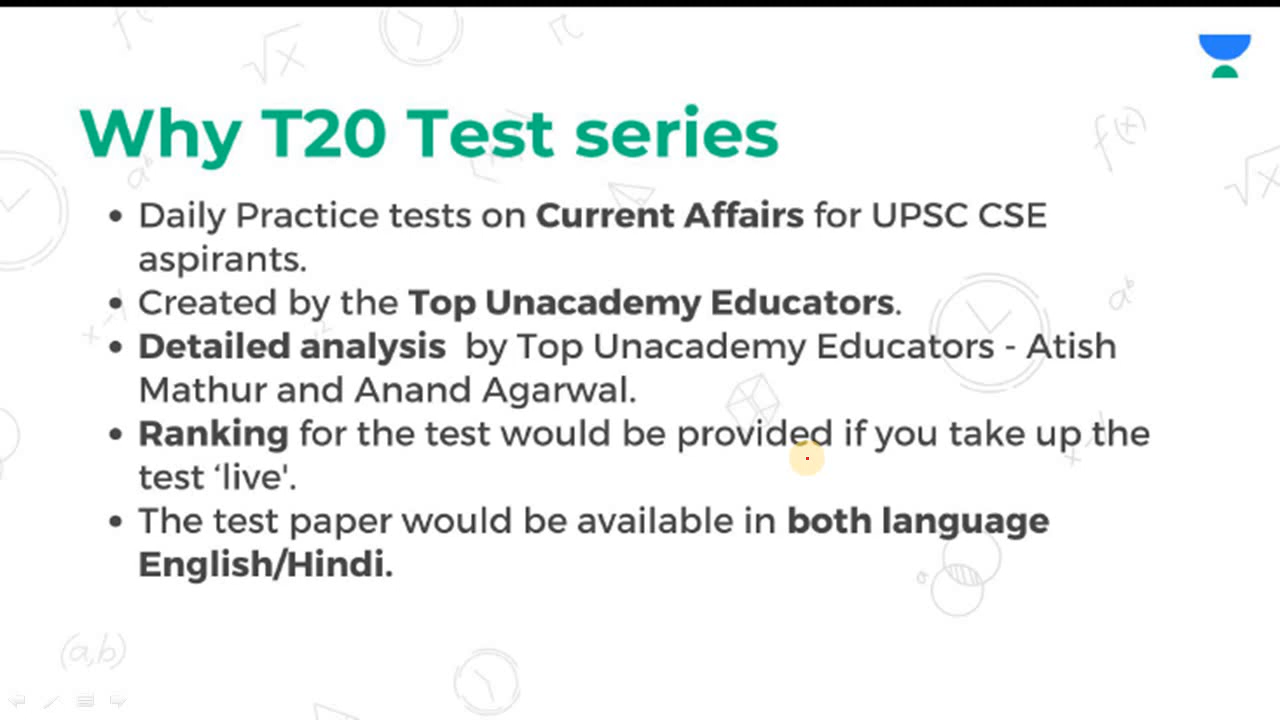 Why T20 Test series
• Daily Practice tests on Current Affairs for UPSC CSE
aspirants.
• Created by the Top Unacademy Educators.
• Detailed analysis  by Top Unacademy Educators - Atish
Mathur and Anand Agarwal.
• Ranking for the test would be provided if you take up the
test ‘live'.
• The test paper would be available in both language
English/Hindi.
f(x)
√x
π
f(x)
√x
aᵇ
aᵇ
a
(a,b)